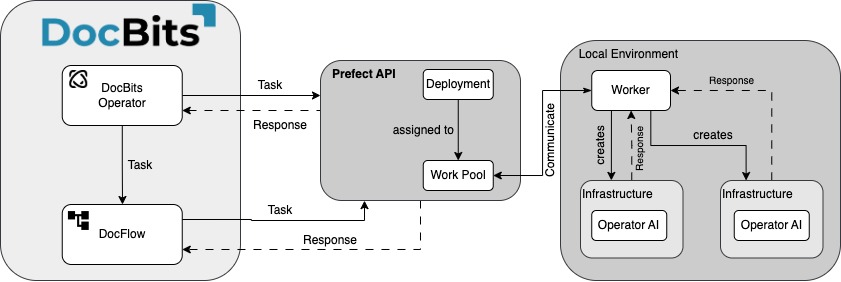 DocBits
DocBits
Operator
Task
DocFlow
Task
Response
Task
Response
Prefect API
Deployment
assigned to
Work Pool
Communicate
Local Environment
Worker
Response
creates
Response
creates
Infrastructure
Operator AI
Infrastructure
Operator AI